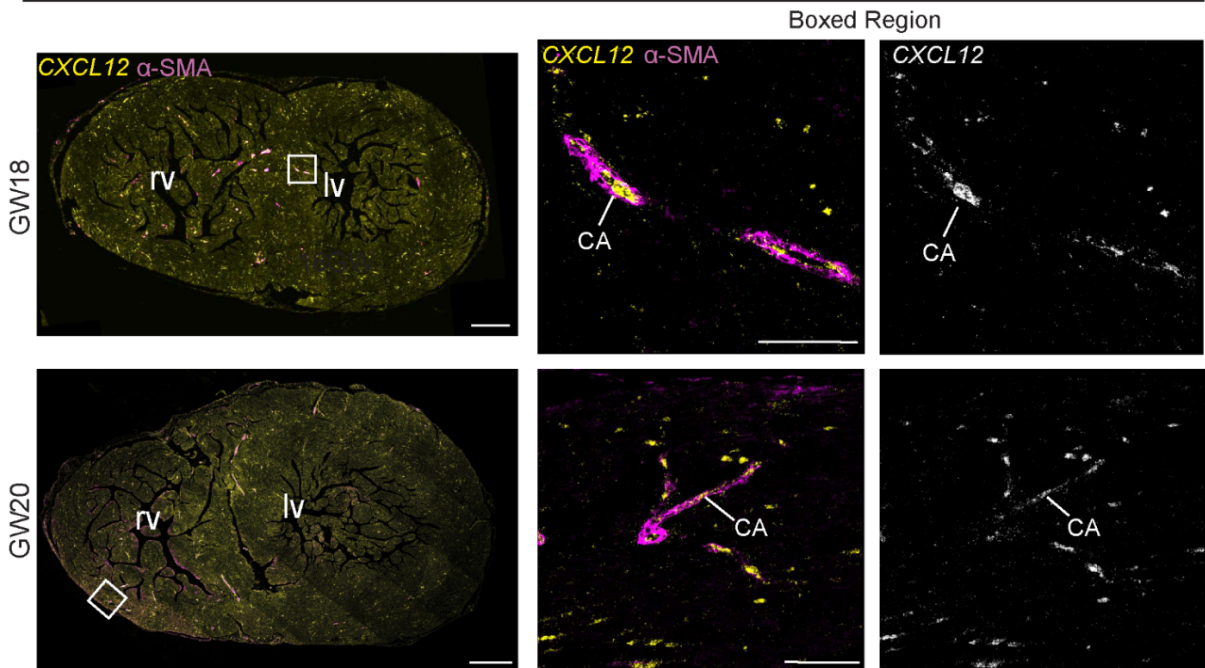 Boxed Region
CXCL12 α-SMA
CXCL12 α-SMA
CXCL12
GW18
rv
lv
CA
CA
GW20
rv
lv
CA
CA